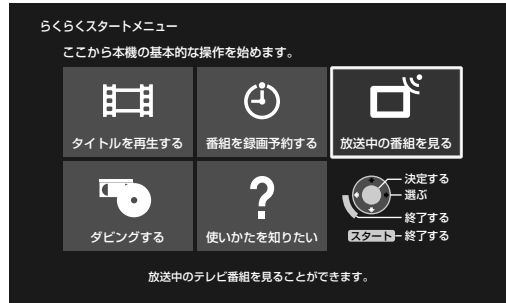 らくらくスタートメニュー
ここから本機の基本的な操作を始めます。
タイトルを再生する
番組を録画予約する
放送中の番組を見る
ダビングする
?
使いかたを知りたい
決定する
選ぶ
終了する
スタート 終了する
放送中のテレビ番組を見ることができます。